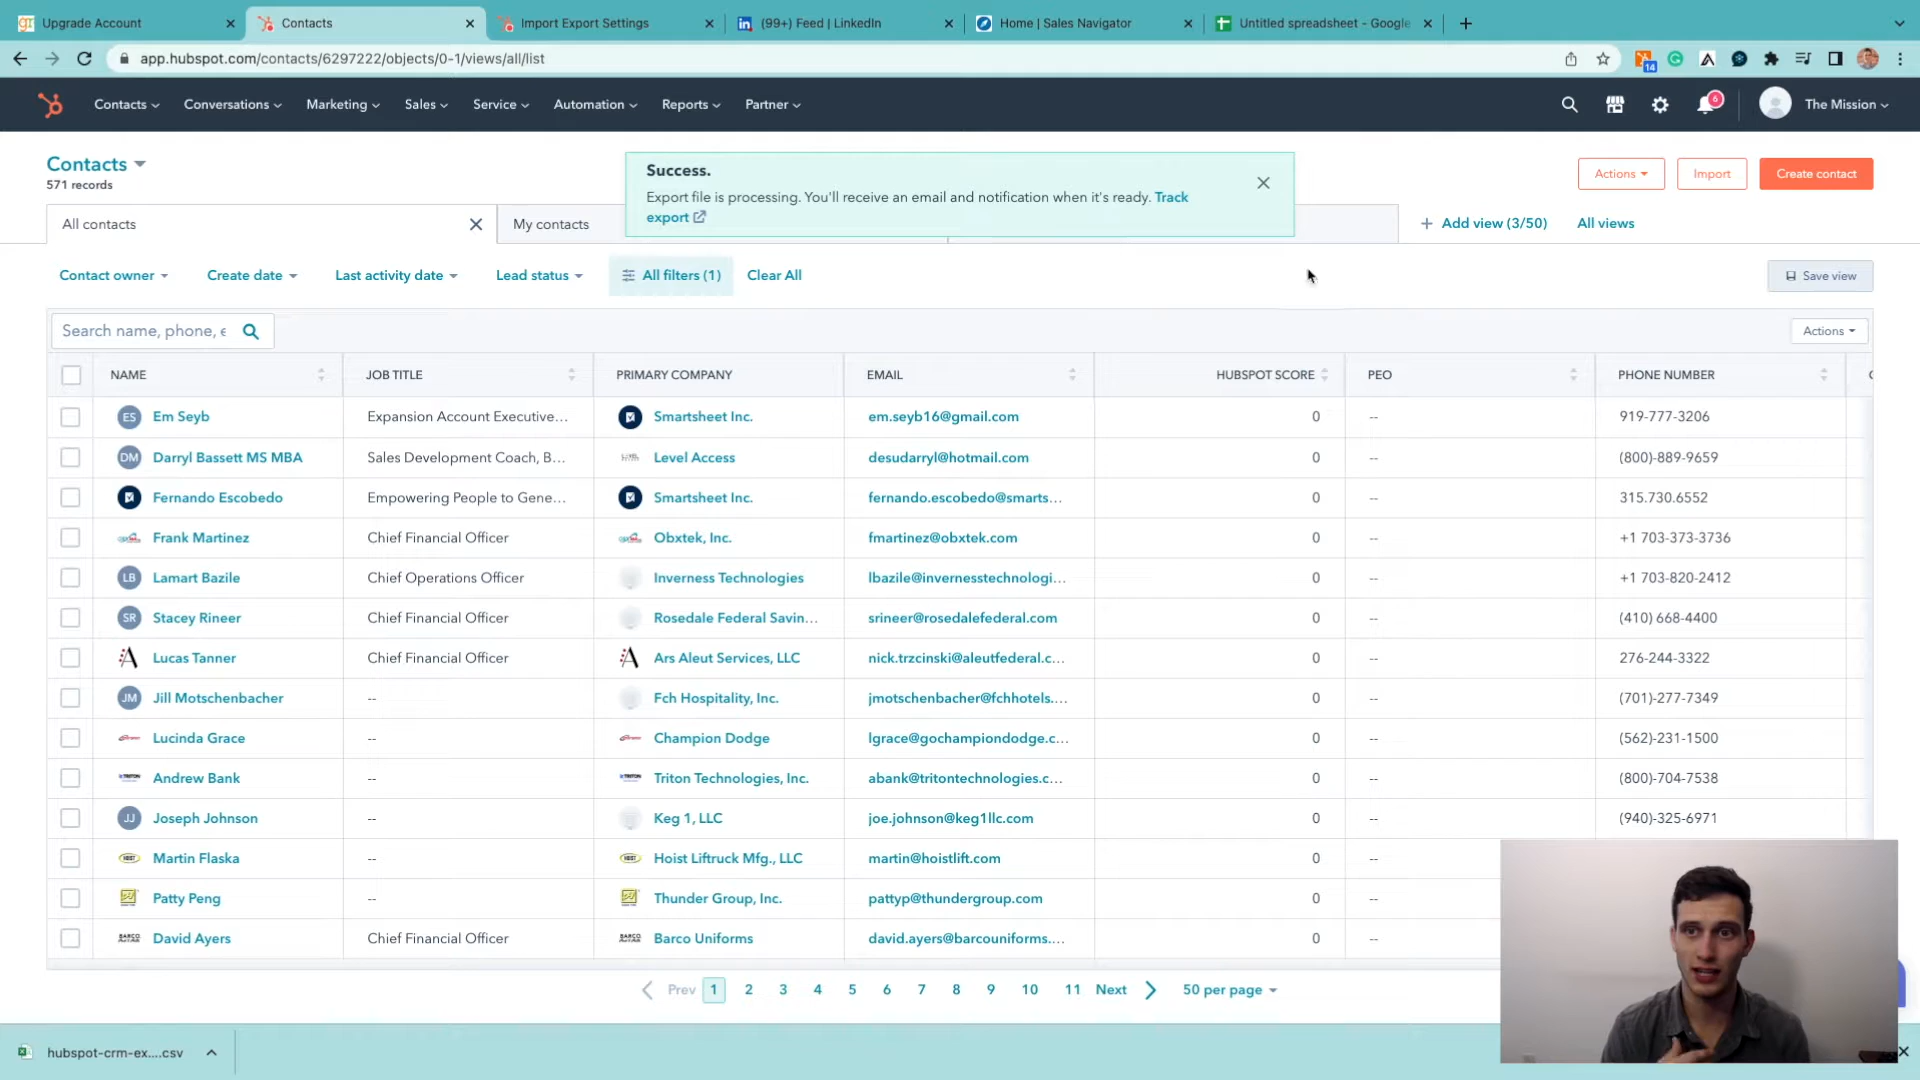 Upgrade Account
Contacts
Import Export Settings
(99+) Feed | LinkedIn
Home | Sales Navigator
Untitled spreadsheet - Google
app.hubspot.com/contacts/6297222/objects/0-1/views/all/list
14
Contacts
Conversations
Marketing
Sales
Service
Automation
Reports
Partner
6
The Mission
Contacts
571 records
Success.
Export file is processing. You'll receive an email and notification when it's ready. Track
export
Actions
Import
Create contact
All contacts
My contacts
Add view (3/50)
All views
Contact owner
Create date
Last activity date
Lead status
All filters (1)
Clear All
Save view
Search name, phone, e
Actions
NAME JOB TITLE PRIMARY COMPANY EMAIL HUBSPOT SCORE PEO PHONE NUMBER
ES Em Seyb Expansion Account Executive... Smartsheet Inc. em.seyb16@gmail.com 0 -- 919-777-3206
DM Darryl Bassett MS MBA Sales Development Coach, B... Level Access desudarryl@hotmail.com 0 -- (800)-889-9659
Fernando Escobedo Empowering People to Gene... Smartsheet Inc. fernando.escobedo@smarts... 0 -- 315.730.6552
Frank Martinez Chief Financial Officer Obxtek, Inc. fmartinez@obxtek.com 0 -- +1 703-373-3736
LB Lamart Bazile Chief Operations Officer Inverness Technologies lbazile@invernesstechnologi... 0 -- +1 703-820-2412
SR Stacey Rineer Chief Financial Officer Rosedale Federal Savin... srineer@rosedalefederal.com 0 -- (410) 668-4400
Lucas Tanner Chief Financial Officer Ars Aleut Services, LLC nick.trzcinski@aleutfederal.c... 0 -- 276-244-3322
JM Jill Motschenbacher -- Fch Hospitality, Inc. jmotschenbacher@fchhotels.... 0 -- (701)-277-7349
Lucinda Grace -- Champion Dodge lgrace@gochampiondodge.c... 0 -- (562)-231-1500
Andrew Bank -- Triton Technologies, Inc. abank@tritontechnologies.c... 0 -- (800)-704-7538
JJ Joseph Johnson -- Keg 1, LLC joe.johnson@keg1llc.com 0 -- (940)-325-6971
Martin Flaska -- Hoist Liftruck Mfg., LLC martin@hoistlift.com 0 --
Patty Peng -- Thunder Group, Inc. pattyp@thundergroup.com 0 --
David Ayers Chief Financial Officer Barco Uniforms david.ayers@barcouniforms.... 0 --
Prev 1 2 3 4 5 6 7 8 9 10 11 Next 50 per page
hubspot-crm-ex....csv